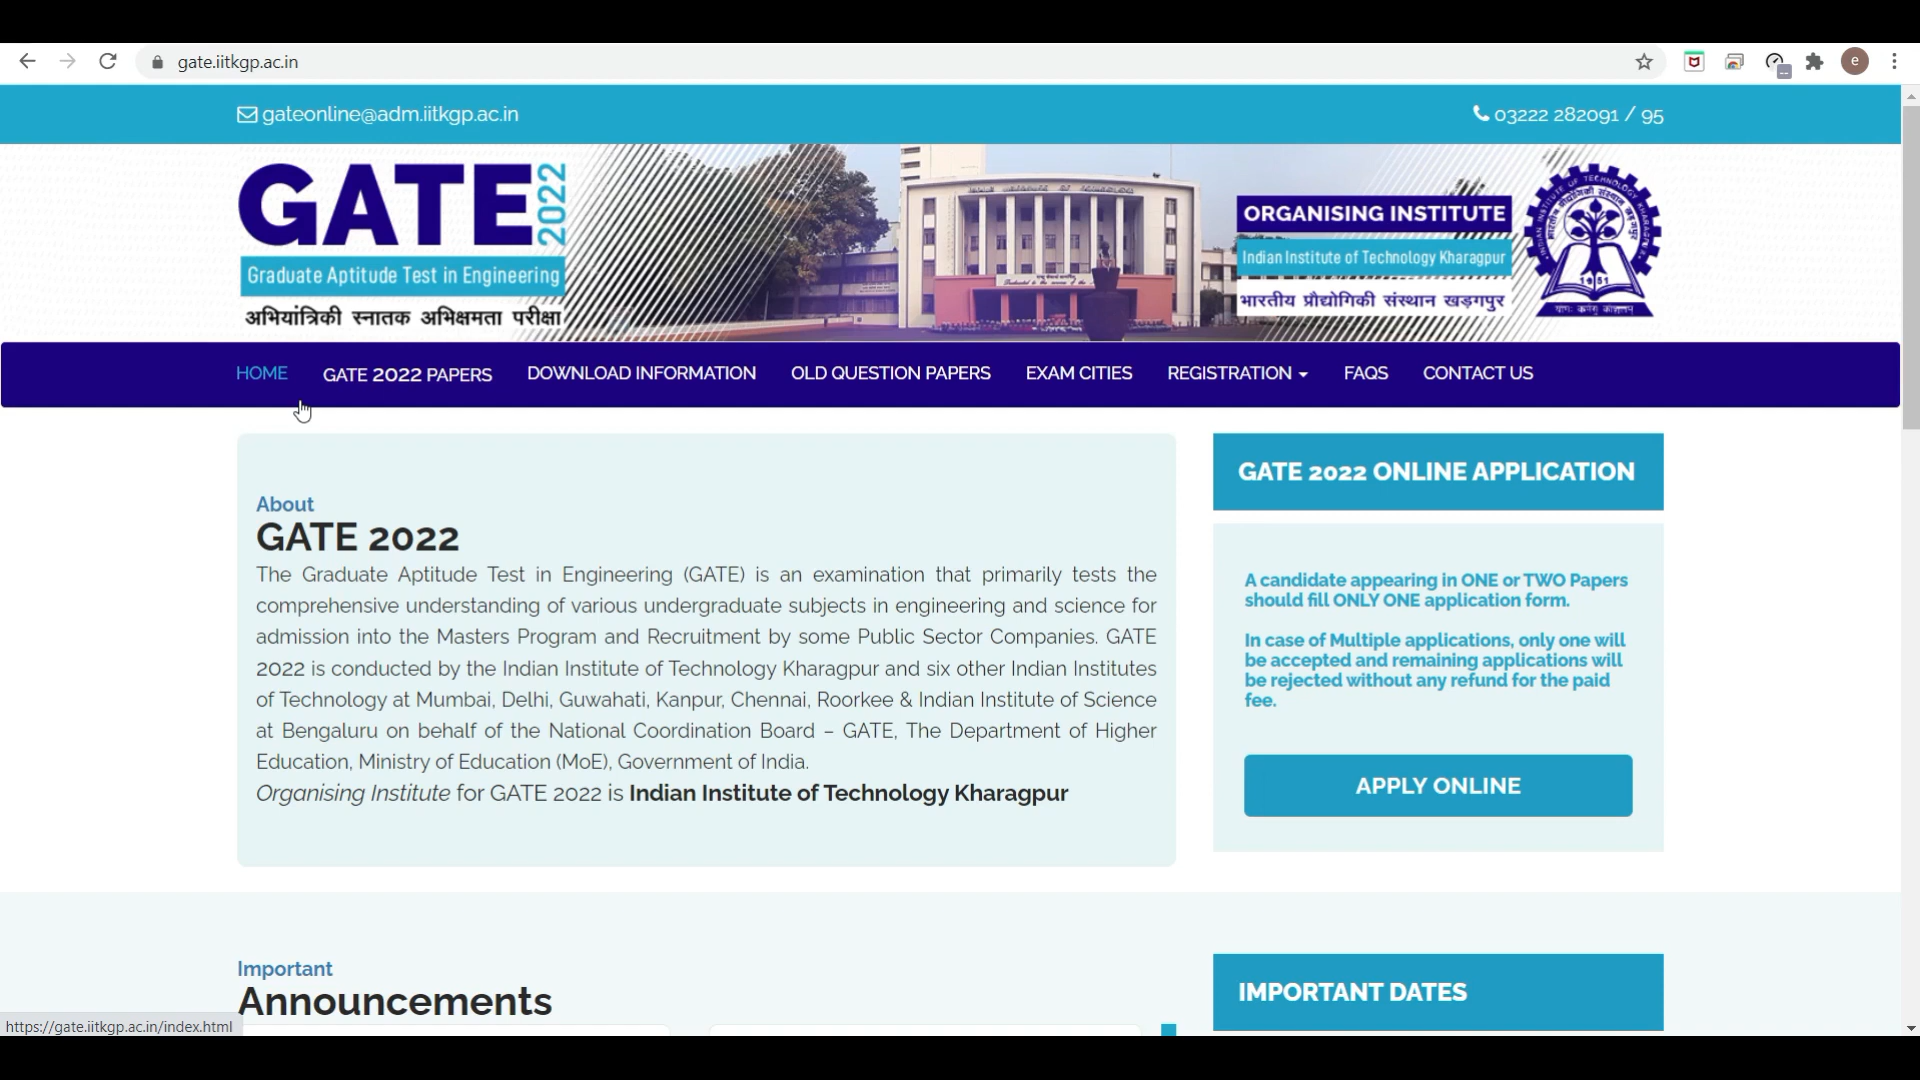 gate.iitkgp.ac.in
e
gateonline@adm.iitkgp.ac.in
03222 282091 / 95
GATE 2022
Graduate Aptitude Test in Engineering
अभियांत्रिकी स्नातक अभिक्षमता परीक्षा
ORGANISING INSTITUTE
Indian Institute of Technology Kharagpur
भारतीय प्रौद्योगिकी संस्थान खड़गपुर
INDIAN INSTITUTE OF TECHNOLOGY KHARAGPUR
1951
योगः कर्मसु कौशलम्
HOME
GATE 2022 PAPERS
DOWNLOAD INFORMATION
OLD QUESTION PAPERS
EXAM CITIES
REGISTRATION
FAQS
CONTACT US
About
GATE 2022
The Graduate Aptitude Test in Engineering (GATE) is an examination that primarily tests the
comprehensive understanding of various undergraduate subjects in engineering and science for
admission into the Masters Program and Recruitment by some Public Sector Companies. GATE
2022 is conducted by the Indian Institute of Technology Kharagpur and six other Indian Institutes
of Technology at Mumbai, Delhi, Guwahati, Kanpur, Chennai, Roorkee & Indian Institute of Science
at Bengaluru on behalf of the National Coordination Board – GATE, The Department of Higher
Education, Ministry of Education (MoE), Government of India.
Organising Institute for GATE 2022 is Indian Institute of Technology Kharagpur
GATE 2022 ONLINE APPLICATION
A candidate appearing in ONE or TWO Papers
should fill ONLY ONE application form.
In case of Multiple applications, only one will
be accepted and remaining applications will
be rejected without any refund for the paid
fee.
APPLY ONLINE
Important
Announcements
IMPORTANT DATES
https://gate.iitkgp.ac.in/index.html